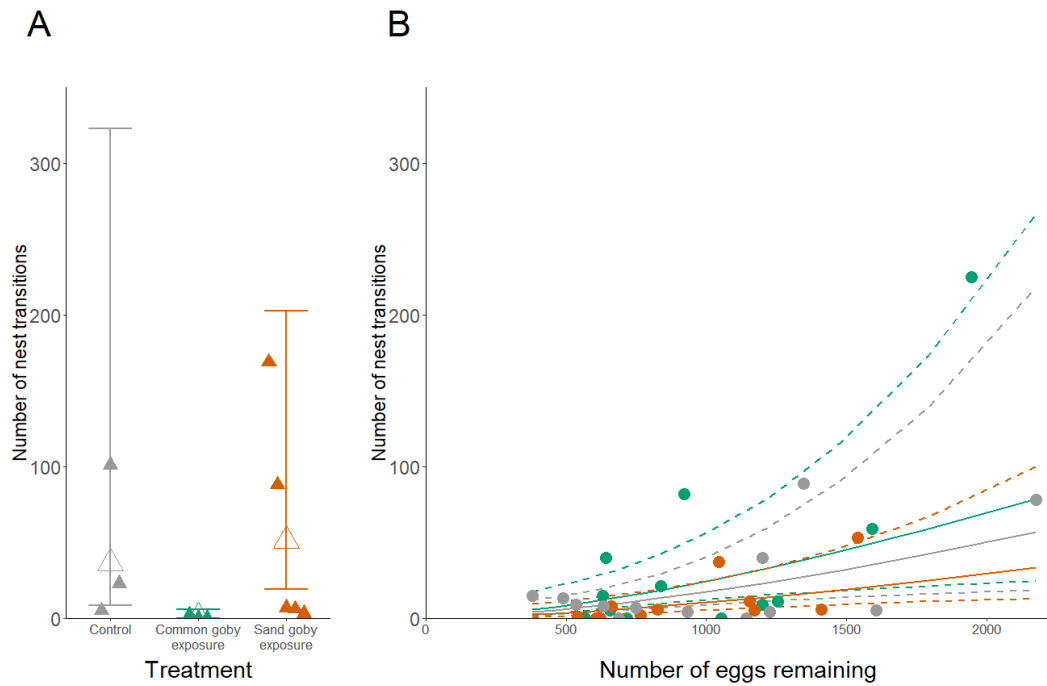 A
B
Number of nest transitions
300
200
100
0
Control
Common goby
exposure
Sand goby
exposure
Treatment
Number of nest transitions
300
200
100
0
0
500
1000
1500
2000
Number of eggs remaining